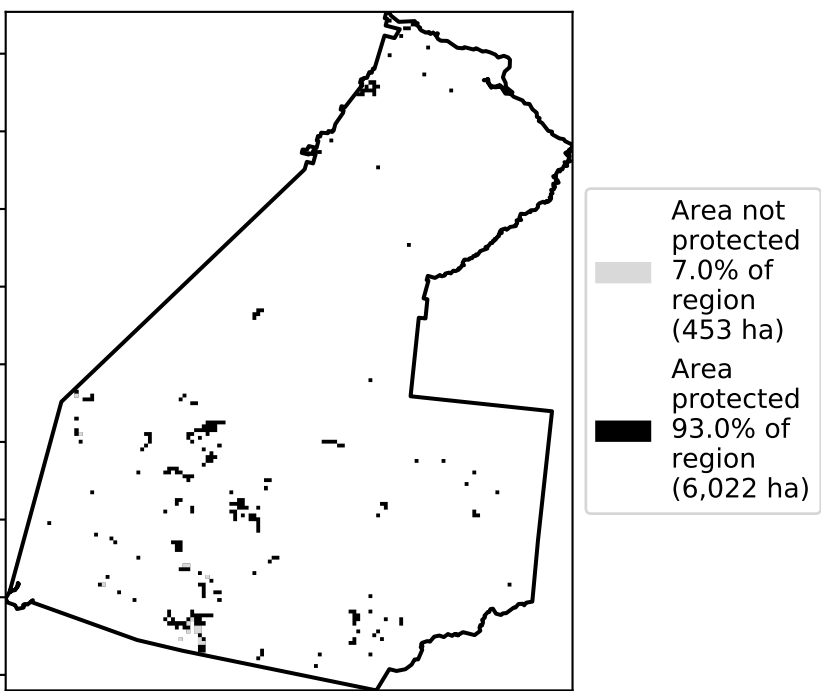 Area not
protected
7.0% of
region
(453 ha)
Area
protected
93.0% of
region
(6,022 ha)